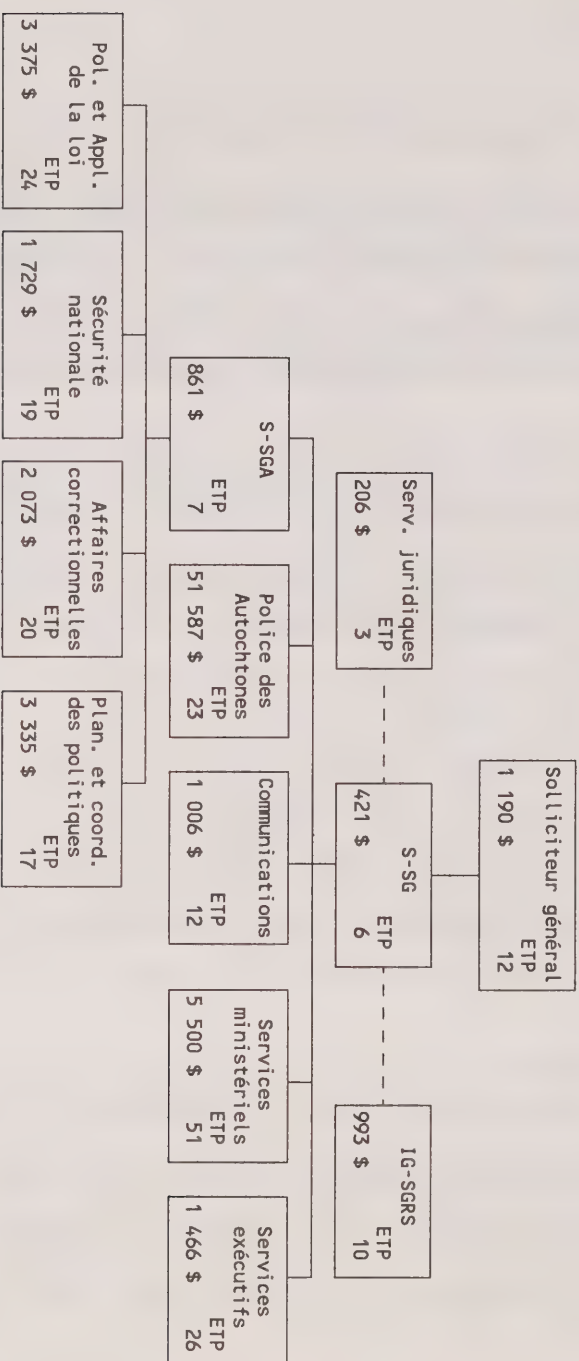 Solliciteur général
ETP
1 190 $ 12
Serv. juridiques
ETP
206 $ 3
S-SG
ETP
421 $ 6
IG-SGRS
ETP
993 $ 10
S-SGA
ETP
861 $ 7
Police des
Autochtones
ETP
51 587 $ 23
Communications
ETP
1 006 $ 12
Services
ministériels
ETP
5 500 $ 51
Services
exécutifs
ETP
1 466 $ 26
Pol. et Appl.
de la loi
ETP
3 375 $ 24
Sécurité
nationale
ETP
1 729 $ 19
Affaires
correctionnelles
ETP
2 073 $ 20
Plan. et coord.
des politiques
ETP
3 335 $ 17